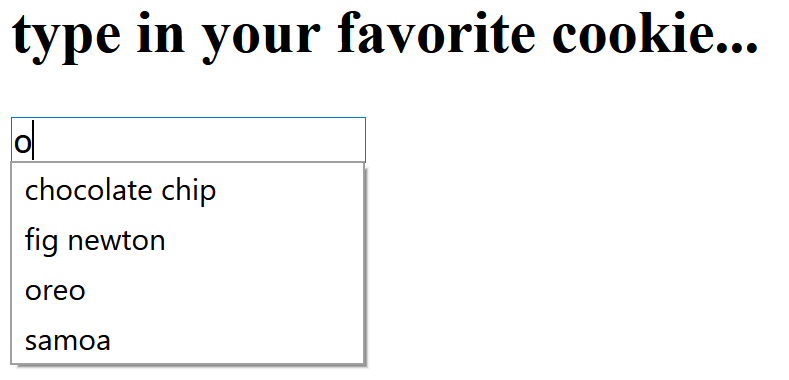 type in your favorite cookie...
o
chocolate chip
fig newton
oreo
samoa